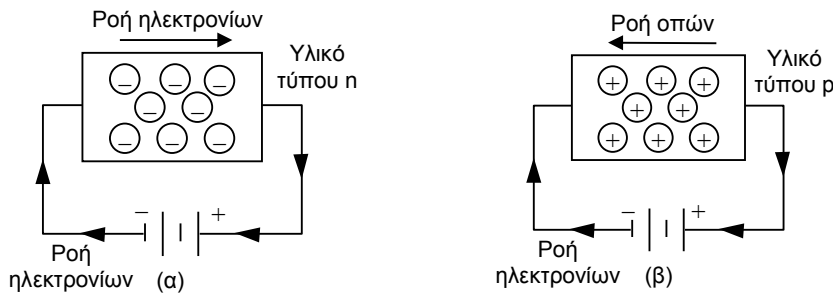 Ροή ηλεκτρονίων
Υλικό
τύπου n
− − −
− −
− − −
− +
Ροή
ηλεκτρονίων
(α)
Ροή οπών
Υλικό
τύπου p
+ + +
+ +
+ + +
− +
Ροή
ηλεκτρονίων
(β)